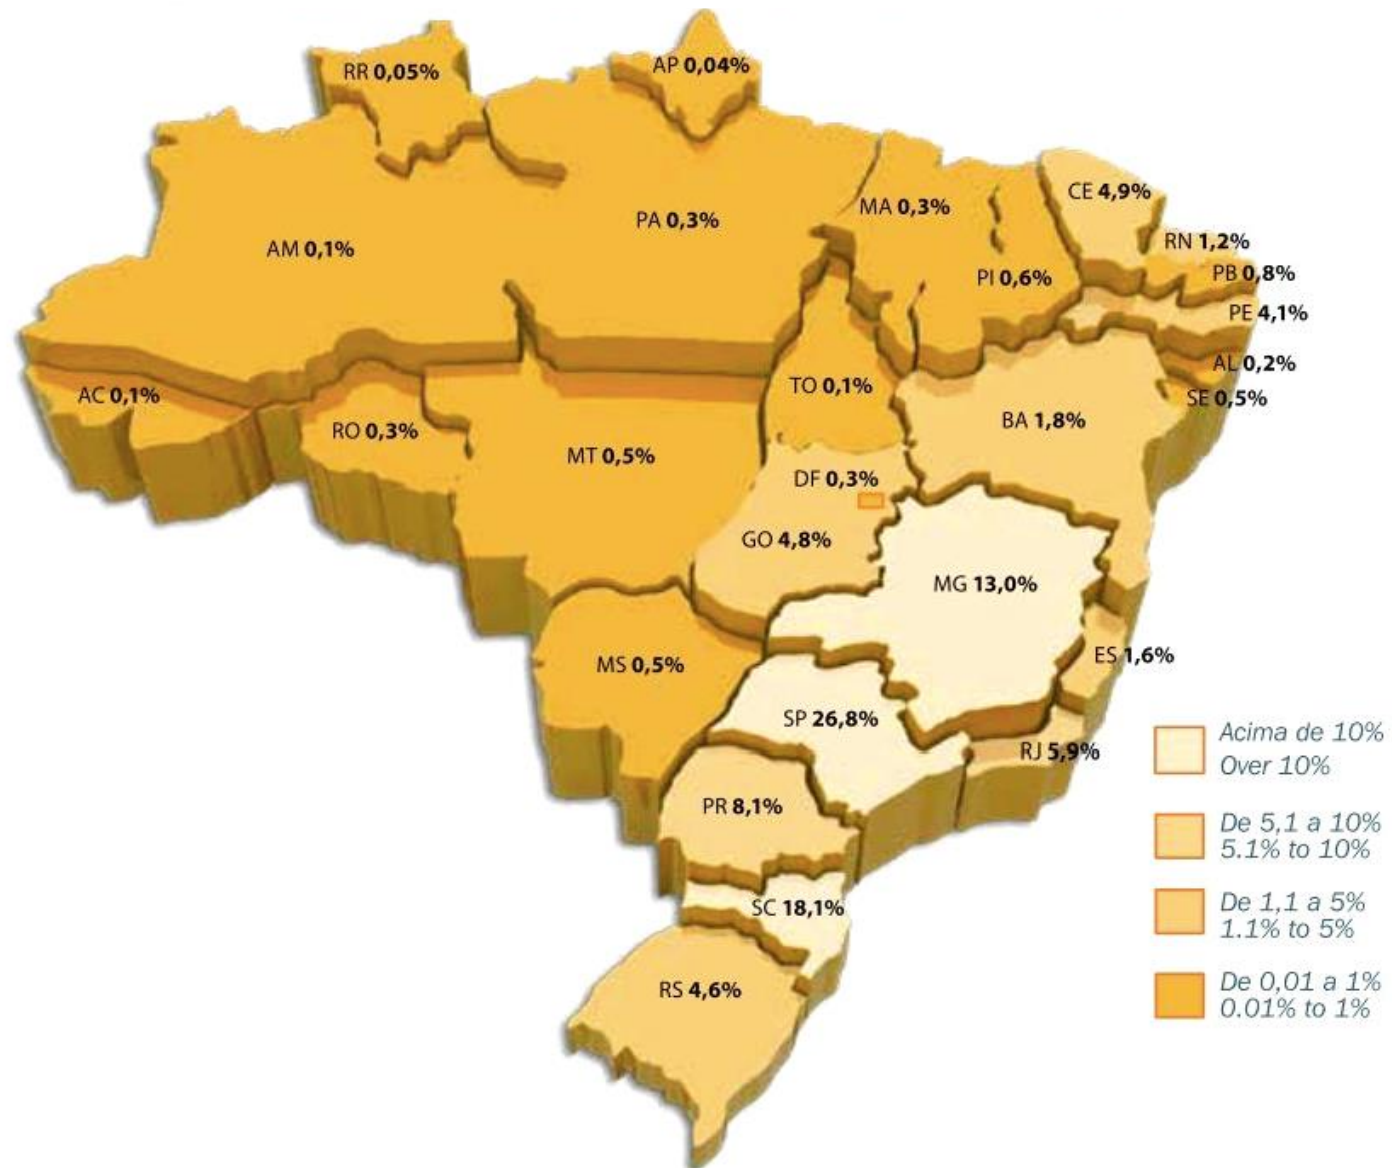 RR 0,05%
AP 0,04%
CE 4,9%
MA 0,3%
PA 0,3%
RN 1,2%
AM 0,1%
PI 0,6%
PB 0,8%
PE 4,1%
AL 0,2%
TO 0,1%
AC 0,1%
SE 0,5%
BA 1,8%
RO 0,3%
MT 0,5%
DF 0,3%
GO 4,8%
MG 13,0%
ES 1,6%
MS 0,5%
SP 26,8%
RJ 5,9%
PR 8,1%
SC 18,1%
RS 4,6%
Acima de 10%
Over 10%
De 5,1 a 10%
5.1% to 10%
De 1,1 a 5%
1.1% to 5%
De 0,01 a 1%
0.01% to 1%